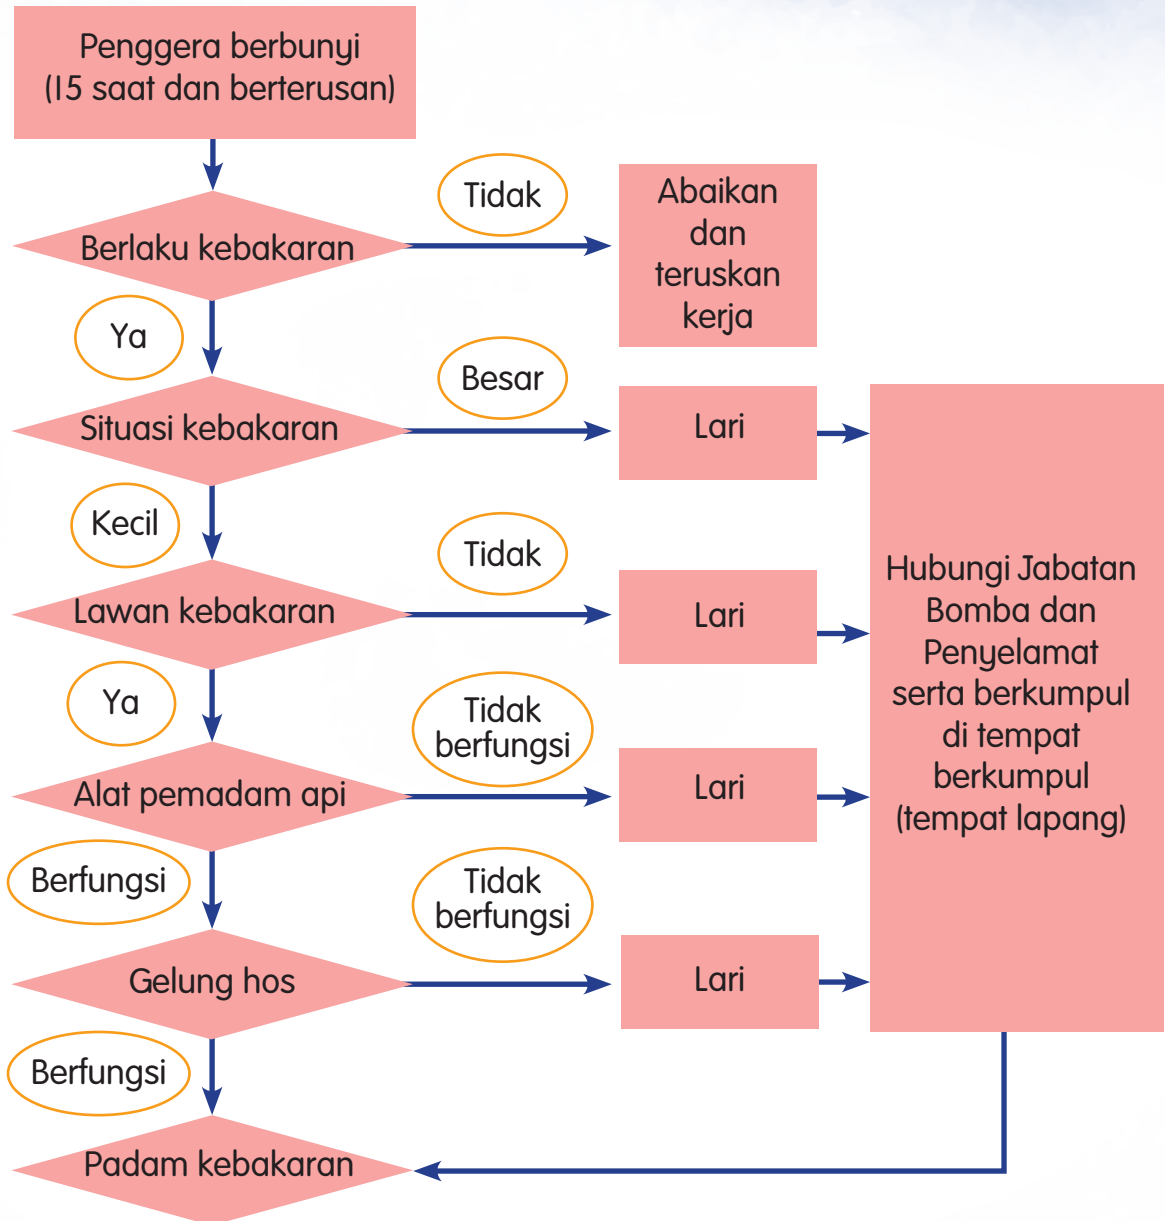 Penggera berbunyi
(15 saat dan berterusan)
Berlaku kebakaran
Tidak
Abaikan
dan
teruskan
kerja
Ya
Situasi kebakaran
Besar
Lari
Kecil
Lawan kebakaran
Tidak
Lari
Ya
Alat pemadam api
Tidak
berfungsi
Lari
Berfungsi
Gelung hos
Tidak
berfungsi
Lari
Hubungi Jabatan
Bomba dan
Penyelamat
serta berkumpul
di tempat
berkumpul
(tempat lapang)
Berfungsi
Padam kebakaran